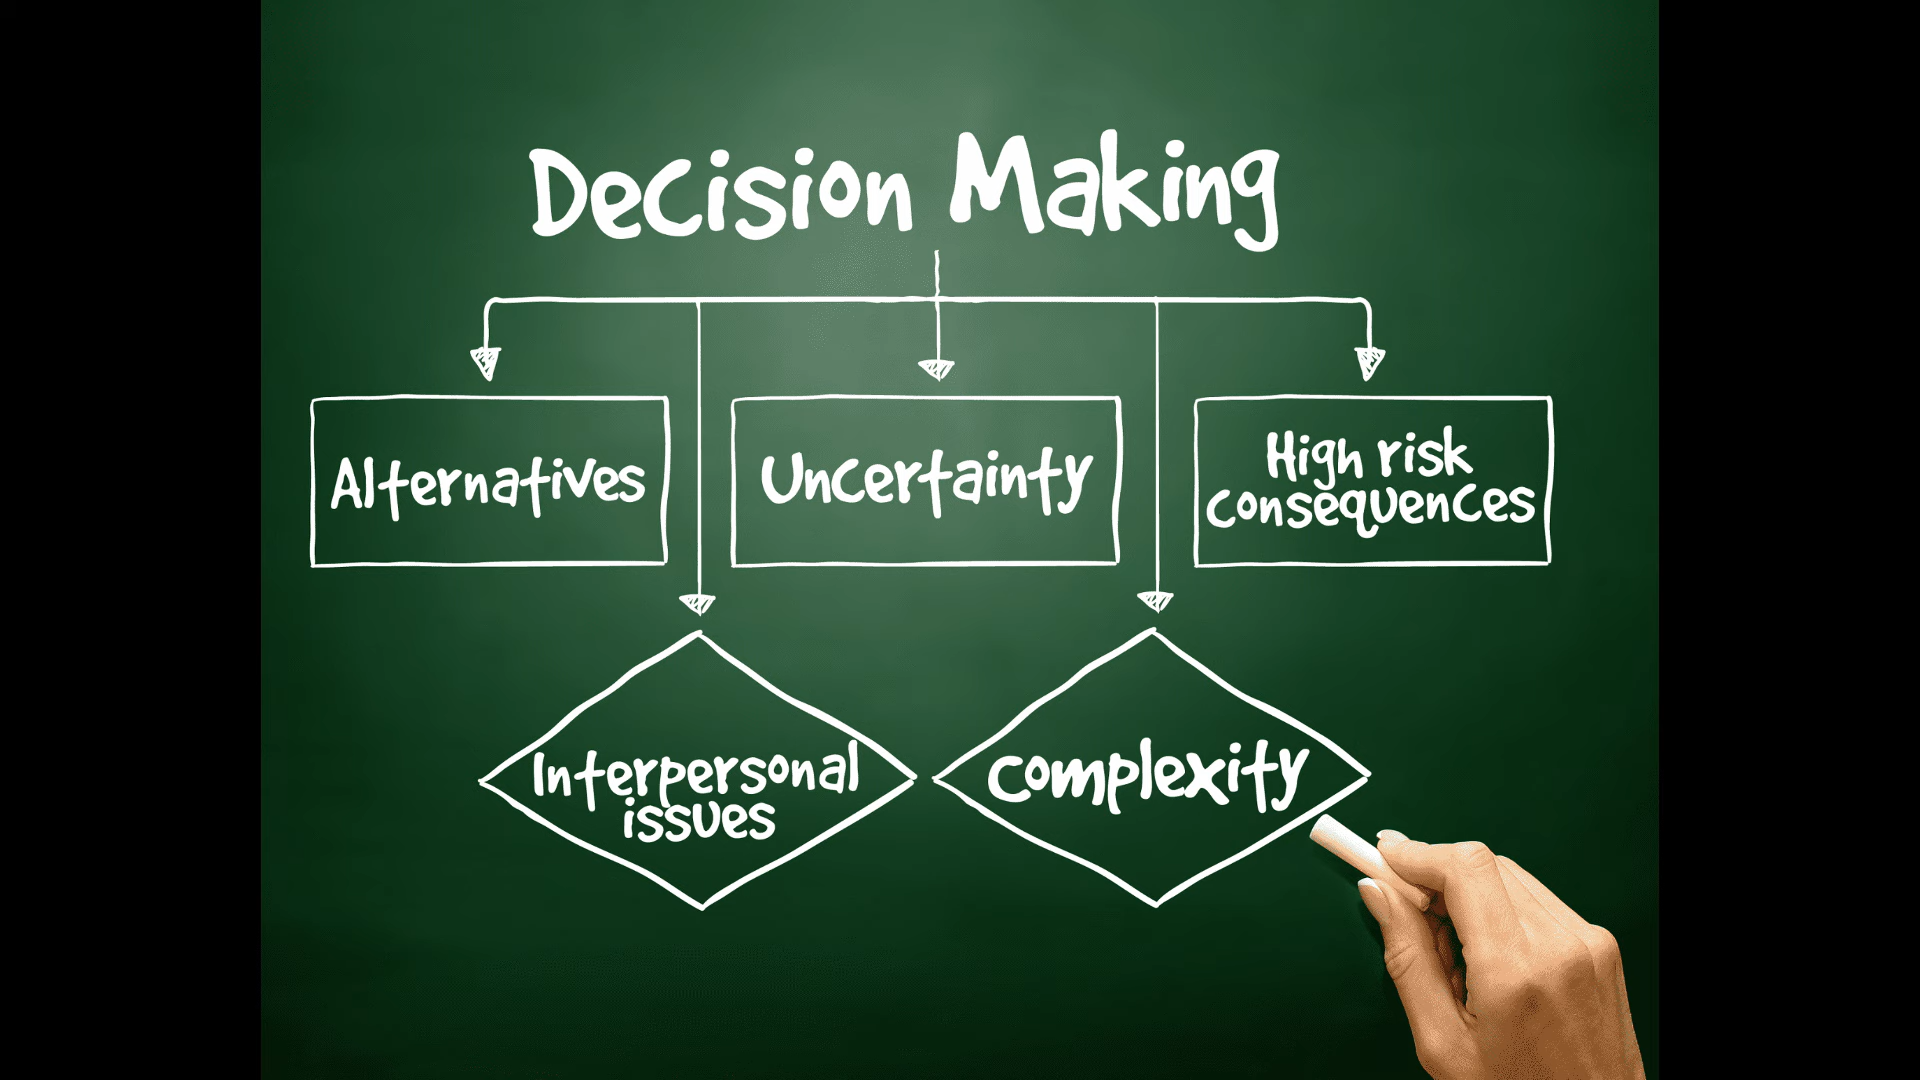 Decision Making
Alternatives
Uncertainty
High risk
consequences
Interpersonal
issues
Complexity